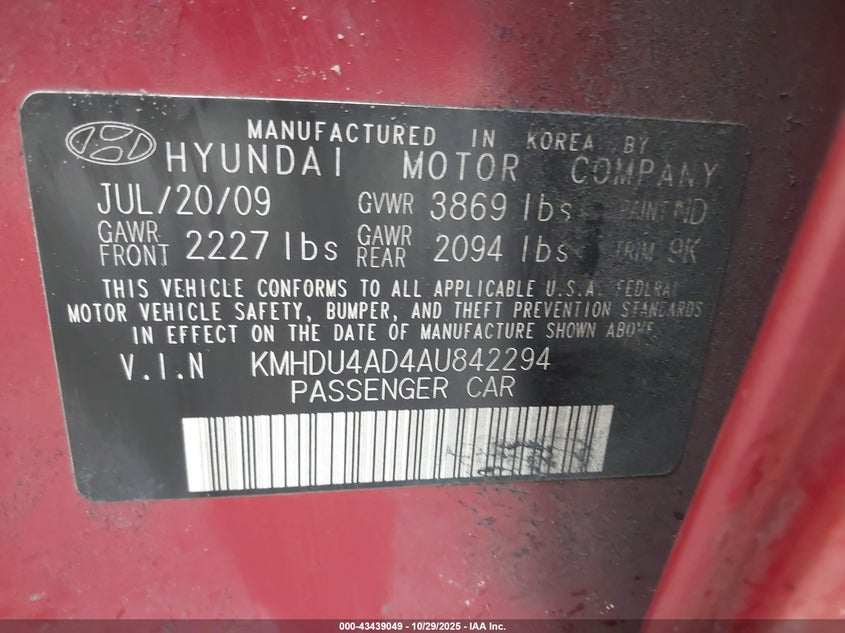 MANUFACTURED IN KOREA BY
HYUNDAI MOTOR COMPANY
JUL/20/09 GVWR 3869 lbs PAINT ND
GAWR FRONT 2227 lbs GAWR REAR 2094 lbs TRIM 9K
THIS VEHICLE CONFORMS TO ALL APPLICABLE U.S.A. FEDERAL
MOTOR VEHICLE SAFETY, BUMPER, AND THEFT PREVENTION STANDARDS
IN EFFECT ON THE DATE OF MANUFACTURE SHOWN ABOVE.
V.I.N KMHDU4AD4AU842294
PASSENGER CAR
000-43439049 - 10/29/2025 - IAA Inc.